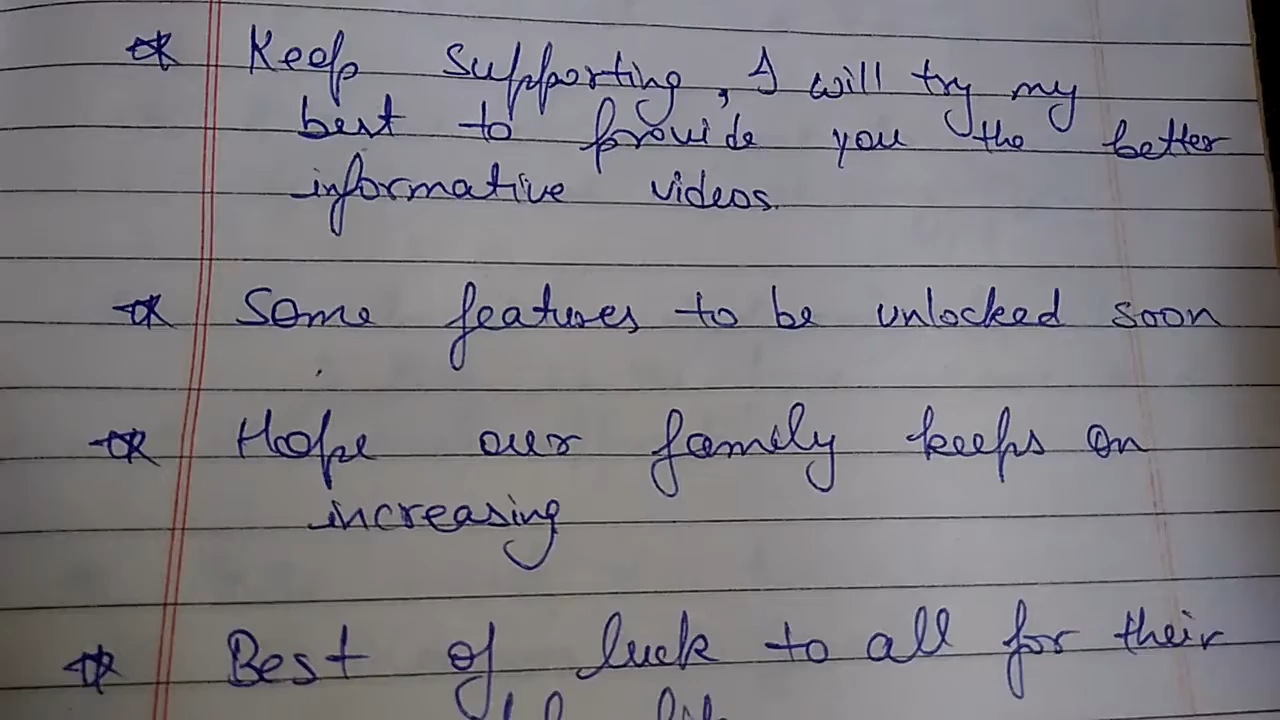 * Keep supporting, I will try my
best to provide you the better
informative videos.
* Some features to be unlocked soon
* Hope our family keeps on
increasing
* Best of luck to all for their